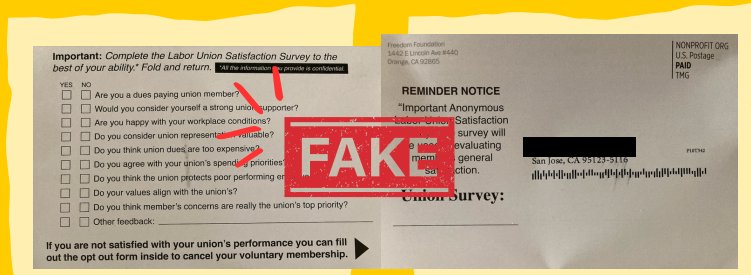 Important: Complete the Labor Union Satisfaction Survey to the
best of your ability.* Fold and return. *All the information you provide is confidential.
YES NO
Are you a dues paying union member?
Would you consider yourself a strong union supporter?
Are you happy with your workplace conditions?
Do you consider union representation valuable?
Do you think union dues are too expensive?
Do you agree with your union's spending priorities?
Do you think the union protects poor performing
Do your values align with the union's?
Do you think member's concerns are really the union's top priority?
Other feedback:
If you are not satisfied with your union's performance you can fill
out the opt out form inside to cancel your voluntary membership.
FAKE
Freedom Foundation
1442 E Lincoln Ave #440
Orange, CA 92865
NONPROFIT ORG
U.S. Postage
PAID
TMG
REMINDER NOTICE
"Important Anonymous
Labor Union Satisfaction
survey will
evaluating
general
Union Survey:
San Jose, CA 95123-5116